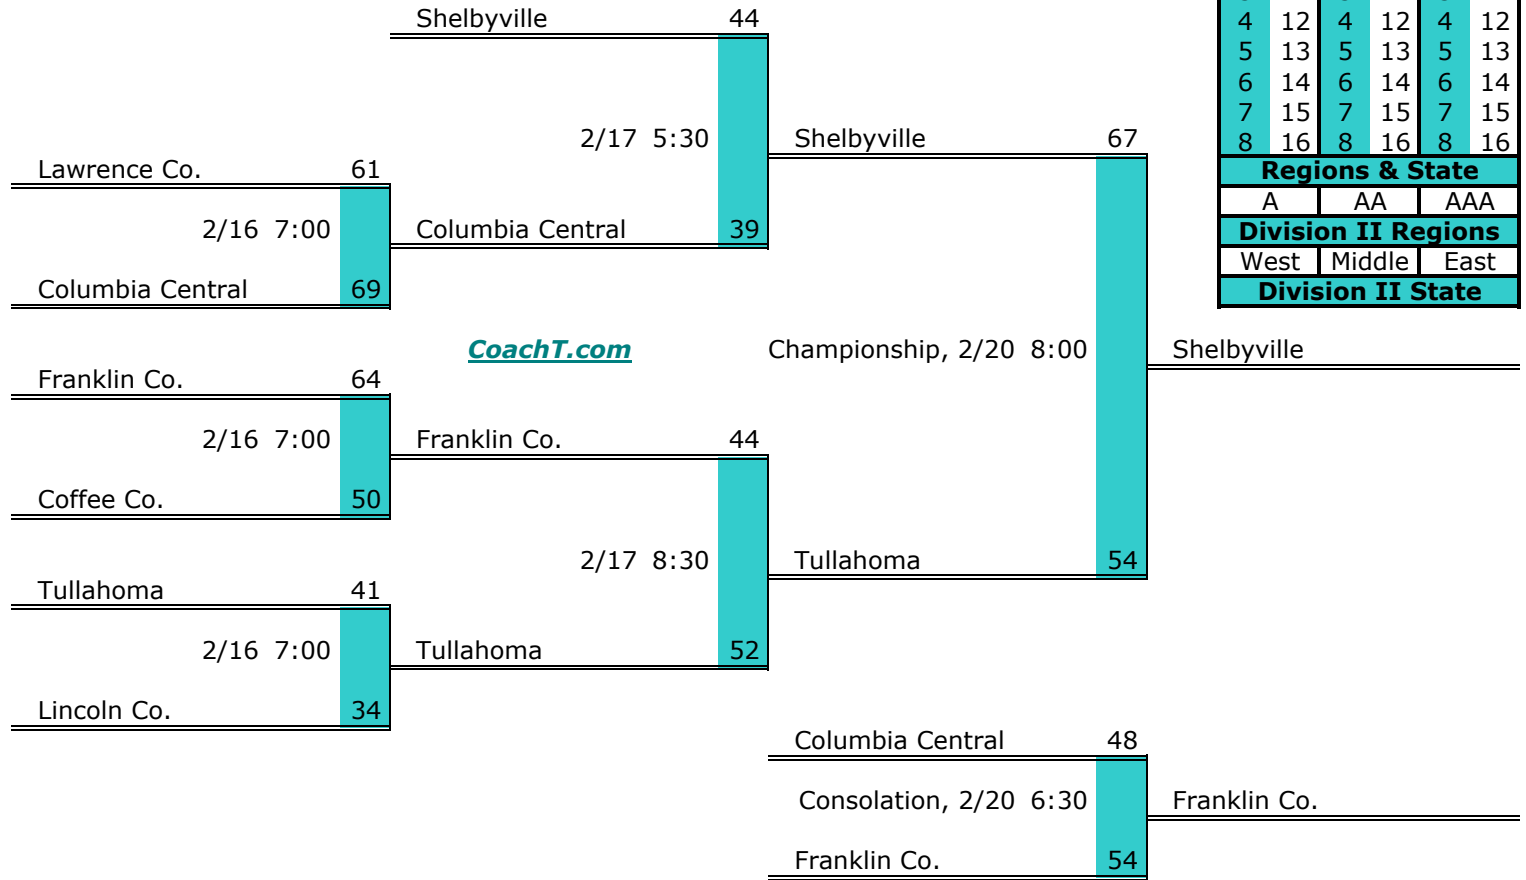 Shelbyville 44
4 12 4 12 4 12
5 13 5 13 5 13
6 14 6 14 6 14
2/17 5:30 Shelbyville 67
7 15 7 15 7 15
8 16 8 16 8 16
Lawrence Co. 61
Regions & State
A AA AAA
2/16 7:00 Columbia Central 39
Division II Regions
West Middle East
Columbia Central 69
Division II State
CoachT.com Championship, 2/20 8:00 Shelbyville
Franklin Co. 64
2/16 7:00 Franklin Co. 44
Coffee Co. 50
2/17 8:30 Tullahoma 54
Tullahoma 41
2/16 7:00 Tullahoma 52
Lincoln Co. 34
Columbia Central 48
Consolation, 2/20 6:30 Franklin Co.
Franklin Co. 54